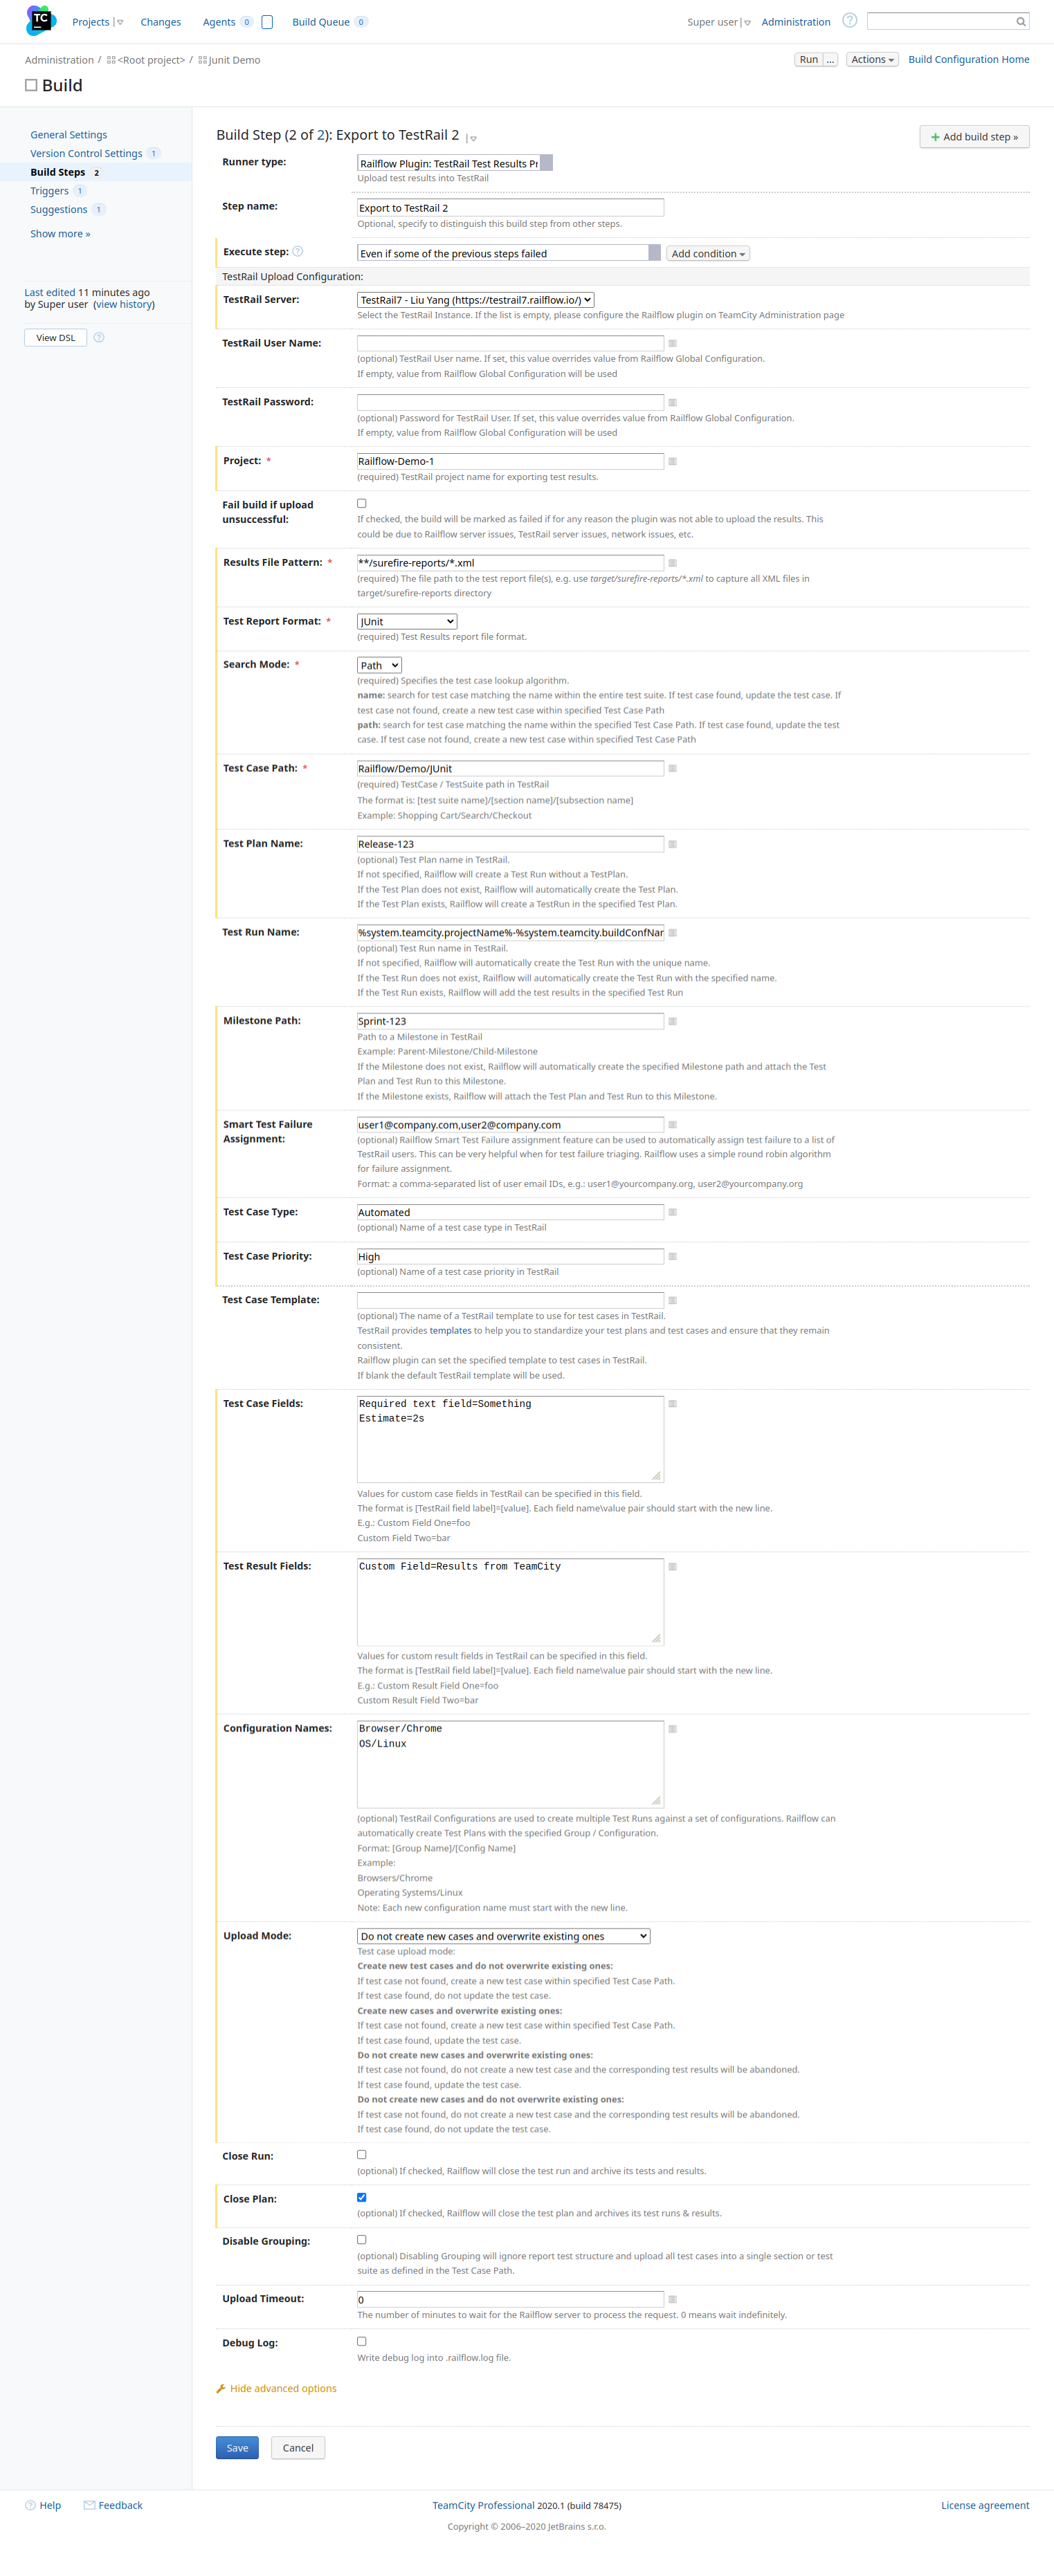 TC
Projects
Changes
Agents 0
Build Queue 0
Super user
Administration
Administration / <Root project> / Junit Demo
Run ...
Actions
Build Configuration Home
Build
General Settings
Version Control Settings 1
Build Steps 2
Triggers 1
Suggestions 1
Show more »
Last edited 11 minutes ago
by Super user (view history)
View DSL
Build Step (2 of 2): Export to TestRail 2
Add build step »
Runner type: Railflow Plugin: TestRail Test Results Pr
Upload test results into TestRail
Step name: Export to TestRail 2
Optional, specify to distinguish this build step from other steps.
Execute step: Even if some of the previous steps failed Add condition
TestRail Upload Configuration:
TestRail Server: TestRail7 - Liu Yang (https://testrail7.railflow.io/)
Select the TestRail Instance. If the list is empty, please configure the Railflow plugin on TeamCity Administration page
TestRail User Name:
(optional) TestRail User name. If set, this value overrides value from Railflow Global Configuration.
If empty, value from Railflow Global Configuration will be used
TestRail Password:
(optional) Password for TestRail User. If set, this value overrides value from Railflow Global Configuration.
If empty, value from Railflow Global Configuration will be used
Project: * Railflow-Demo-1
(required) TestRail project name for exporting test results.
Fail build if upload
unsuccessful:
If checked, the build will be marked as failed if for any reason the plugin was not able to upload the results. This
could be due to Railflow server issues, TestRail server issues, network issues, etc.
Results File Pattern: * **/surefire-reports/*.xml
(required) The file path to the test report file(s), e.g. use target/surefire-reports/*.xml to capture all XML files in
target/surefire-reports directory
Test Report Format: * JUnit
(required) Test Results report file format.
Search Mode: * Path
(required) Specifies the test case lookup algorithm.
name: search for test case matching the name within the entire test suite. If test case found, update the test case. If
test case not found, create a new test case within specified Test Case Path
path: search for test case matching the name within the specified Test Case Path. If test case found, update the test
case. If test case not found, create a new test case within specified Test Case Path
Test Case Path: * Railflow/Demo/JUnit
(required) TestCase / TestSuite path in TestRail
The format is: [test suite name]/[section name]/[subsection name]
Example: Shopping Cart/Search/Checkout
Test Plan Name: Release-123
(optional) Test Plan name in TestRail.
If not specified, Railflow will create a Test Run without a TestPlan.
If the Test Plan does not exist, Railflow will automatically create the Test Plan.
If the Test Plan exists, Railflow will create a TestRun in the specified Test Plan.
Test Run Name: %system.teamcity.projectName%-%system.teamcity.buildConfNar
(optional) Test Run name in TestRail.
If not specified, Railflow will automatically create the Test Run with the unique name.
If the Test Run does not exist, Railflow will automatically create the Test Run with the specified name.
If the Test Run exists, Railflow will add the test results in the specified Test Run
Milestone Path: Sprint-123
Path to a Milestone in TestRail
Example: Parent-Milestone/Child-Milestone
If the Milestone does not exist, Railflow will automatically create the specified Milestone path and attach the Test
Plan and Test Run to this Milestone.
If the Milestone exists, Railflow will attach the Test Plan and Test Run to this Milestone.
Smart Test Failure
Assignment:
user1@company.com,user2@company.com
(optional) Railflow Smart Test Failure assignment feature can be used to automatically assign test failure to a list of
TestRail users. This can be very helpful when for test failure triaging. Railflow uses a simple round robin algorithm
for failure assignment.
Format: a comma-separated list of user email IDs, e.g.: user1@yourcompany.org, user2@yourcompany.org
Test Case Type: Automated
(optional) Name of a test case type in TestRail
Test Case Priority: High
(optional) Name of a test case priority in TestRail
Test Case Template:
(optional) The name of a TestRail template to use for test cases in TestRail.
TestRail provides templates to help you to standardize your test plans and test cases and ensure that they remain
consistent.
Railflow plugin can set the specified template to test cases in TestRail.
If blank the default TestRail template will be used.
Test Case Fields: Required text field=Something
Estimate=2s
Values for custom case fields in TestRail can be specified in this field.
The format is [TestRail field label]=[value]. Each field name\value pair should start with the new line.
E.g.: Custom Field One=foo
Custom Field Two=bar
Test Result Fields: Custom Field=Results from TeamCity
Values for custom result fields in TestRail can be specified in this field.
The format is [TestRail field label]=[value]. Each field name\value pair should start with the new line.
E.g.: Custom Result Field One=foo
Custom Result Field Two=bar
Configuration Names: Browser/Chrome
OS/Linux
(optional) TestRail Configurations are used to create multiple Test Runs against a set of configurations. Railflow can
automatically create Test Plans with the specified Group / Configuration.
Format: [Group Name]/[Config Name]
Example:
Browsers/Chrome
Operating Systems/Linux
Note: Each new configuration name must start with the new line.
Upload Mode: Do not create new cases and overwrite existing ones
Test case upload mode:
Create new test cases and do not overwrite existing ones:
If test case not found, create a new test case within specified Test Case Path.
If test case found, do not update the test case.
Create new cases and overwrite existing ones:
If test case not found, create a new test case within specified Test Case Path.
If test case found, update the test case.
Do not create new cases and overwrite existing ones:
If test case not found, do not create a new test case and the corresponding test results will be abandoned.
If test case found, update the test case.
Do not create new cases and do not overwrite existing ones:
If test case not found, do not create a new test case and the corresponding test results will be abandoned.
If test case found, do not update the test case.
Close Run:
(optional) If checked, Railflow will close the test run and archive its tests and results.
Close Plan:
(optional) If checked, Railflow will close the test plan and archives its test runs & results.
Disable Grouping:
(optional) Disabling Grouping will ignore report test structure and upload all test cases into a single section or test
suite as defined in the Test Case Path.
Upload Timeout: 0
The number of minutes to wait for the Railflow server to process the request. 0 means wait indefinitely.
Debug Log:
Write debug log into .railflow.log file.
Hide advanced options
Save Cancel
Help
Feedback
TeamCity Professional 2020.1 (build 78475)
License agreement
Copyright © 2006–2020 JetBrains s.r.o.